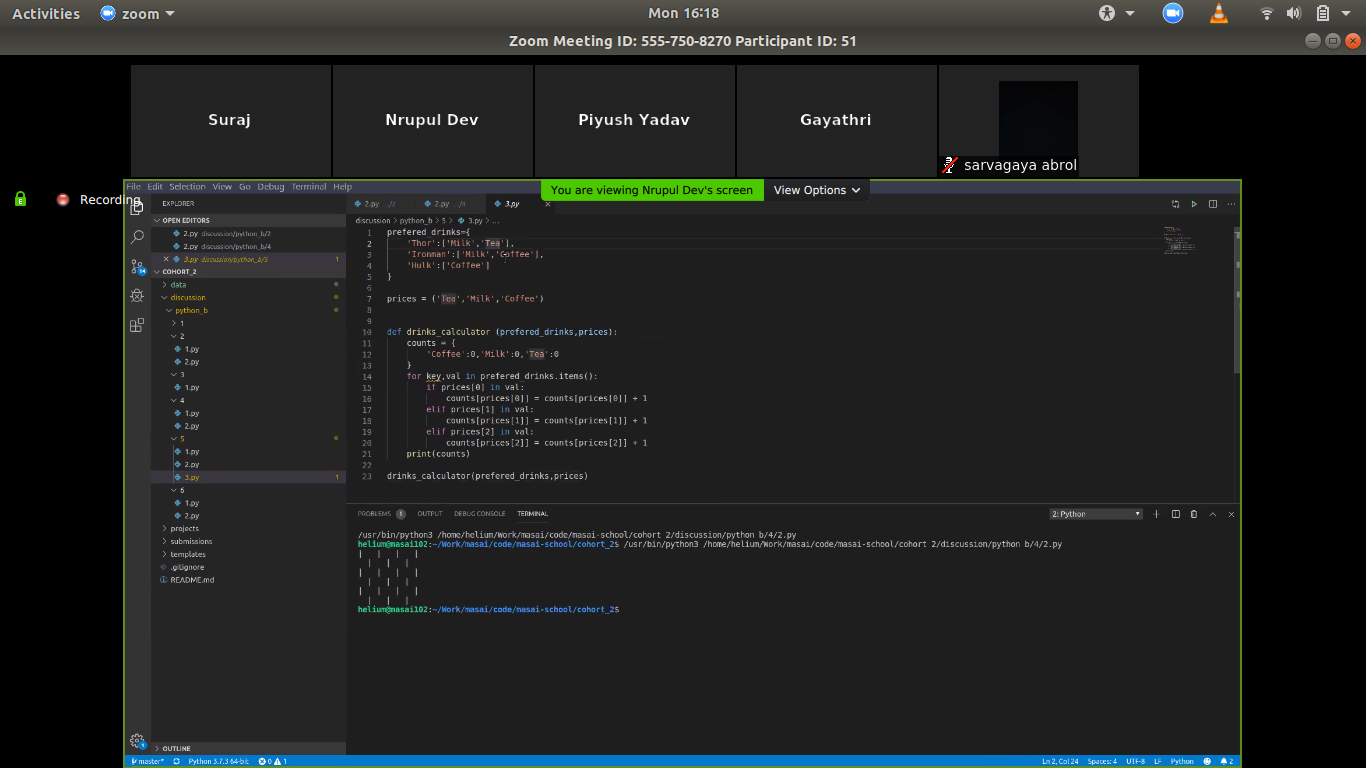 Activities zoom Mon 16:18
Zoom Meeting ID: 555-750-8270 Participant ID: 51
Suraj
Nrupul Dev
Piyush Yadav
Gayathri
sarvagaya abrol
Recording
You are viewing Nrupul Dev's screen View Options
File Edit Selection View Go Debug Terminal Help
EXPLORER
OPEN EDITORS
2.py discussion/python_b/2
2.py discussion/python_b/4
3.py discussion/python_b/5 1
14
COHORT_2
data
discussion
python_b
1
2
1.py
2.py
3
1.py
4
1.py
2.py
5
1.py
2.py
3.py 1
6
1.py
2.py
projects
submissions
templates
.gitignore
README.md
OUTLINE
2.py .../2 2.py .../4 3.py
discussion > python_b > 5 > 3.py > ...
1 prefered_drinks={
2 'Thor':['Milk','Tea'],
3 'Ironman':['Milk','Coffee'],
4 'Hulk':['Coffee']
5 }
6
7 prices = ('Tea','Milk','Coffee')
8
9
10 def drinks_calculator (prefered_drinks,prices):
11 counts = {
12 'Coffee':0,'Milk':0,'Tea':0
13 }
14 for key,val in prefered_drinks.items():
15 if prices[0] in val:
16 counts[prices[0]] = counts[prices[0]] + 1
17 elif prices[1] in val:
18 counts[prices[1]] = counts[prices[1]] + 1
19 elif prices[2] in val:
20 counts[prices[2]] = counts[prices[2]] + 1
21 print(counts)
22
23 drinks_calculator(prefered_drinks,prices)
PROBLEMS 1 OUTPUT DEBUG CONSOLE TERMINAL 2: Python
/usr/bin/python3 /home/helium/Work/masai/code/masai-school/cohort_2/discussion/python_b/4/2.py
helium@masai102:~/Work/masai/code/masai-school/cohort_2$ /usr/bin/python3 /home/helium/Work/masai/code/masai-school/cohort_2/discussion/python_b/4/2.py
| | | |
| | |
| | | |
| | |
| | | |
| | |
helium@masai102:~/Work/masai/code/masai-school/cohort_2$
1
master* Python 3.7.3 64-bit 0 1 Ln 2, Col 24 Spaces: 4 UTF-8 LF Python 2